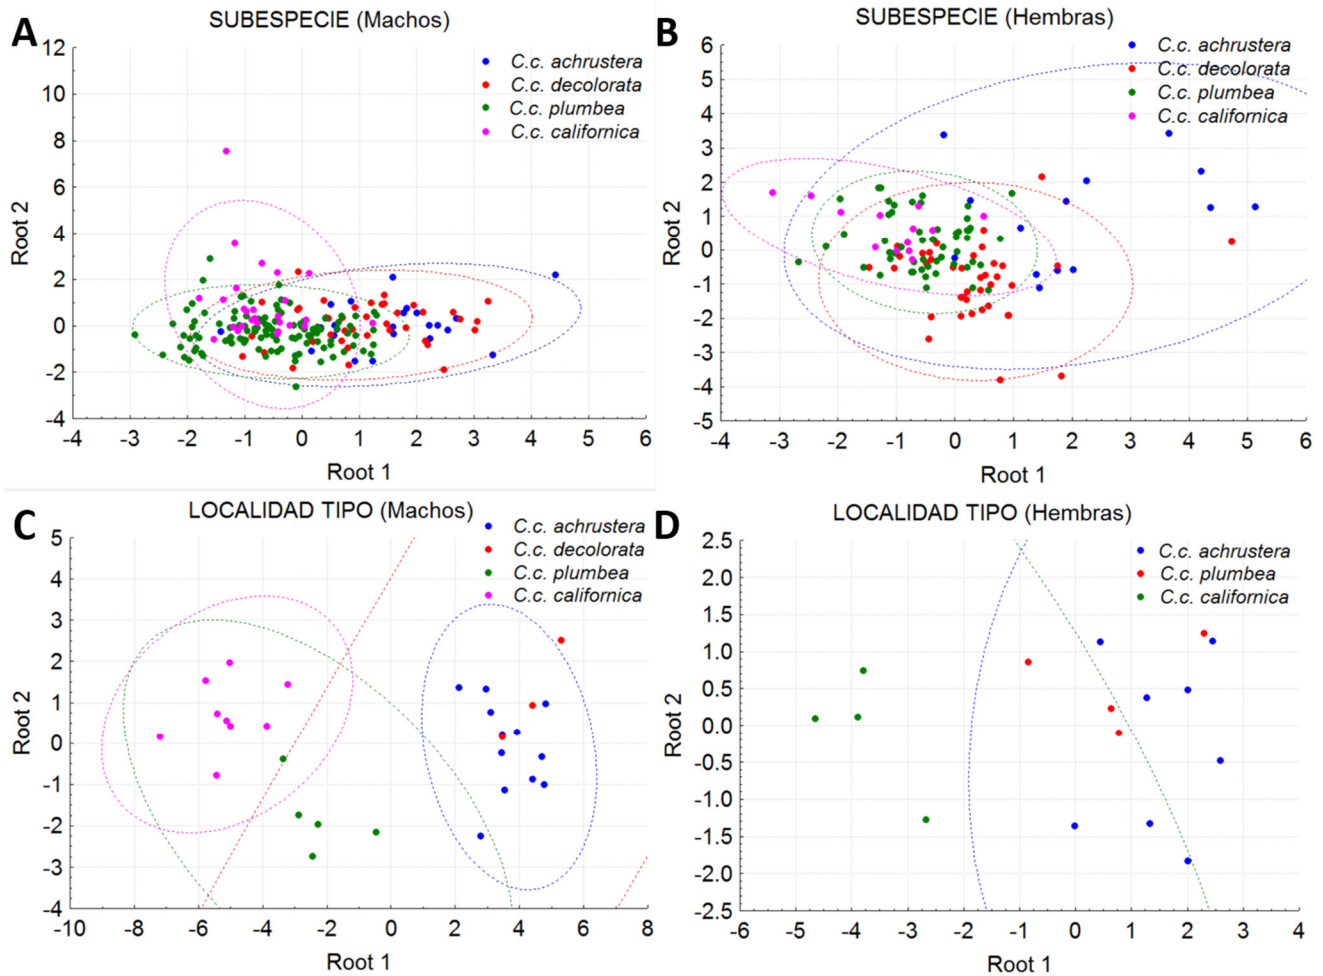 A
SUBESPECIE (Machos)
C.c. achrustera
C.c. decolorata
C.c. plumbea
C.c. californica
12
10
8
6
4
2
0
-2
-4
Root 2
-4 -3 -2 -1 0 1 2 3 4 5 6
Root 1
B
SUBESPECIE (Hembras)
C.c. achrustera
C.c. decolorata
C.c. plumbea
C.c. californica
6
5
4
3
2
1
0
-1
-2
-3
-4
-5
Root 2
-4 -3 -2 -1 0 1 2 3 4 5 6
Root 1
C
LOCALIDAD TIPO (Machos)
C.c. achrustera
C.c. decolorata
C.c. plumbea
C.c. californica
5
4
3
2
1
0
-1
-2
-3
-4
Root 2
-10 -8 -6 -4 -2 0 2 4 6 8
Root 1
D
LOCALIDAD TIPO (Hembras)
C.c. achrustera
C.c. plumbea
C.c. californica
2.5
2.0
1.5
1.0
0.5
0.0
-0.5
-1.0
-1.5
-2.0
-2.5
Root 2
-6 -5 -4 -3 -2 -1 0 1 2 3 4
Root 1